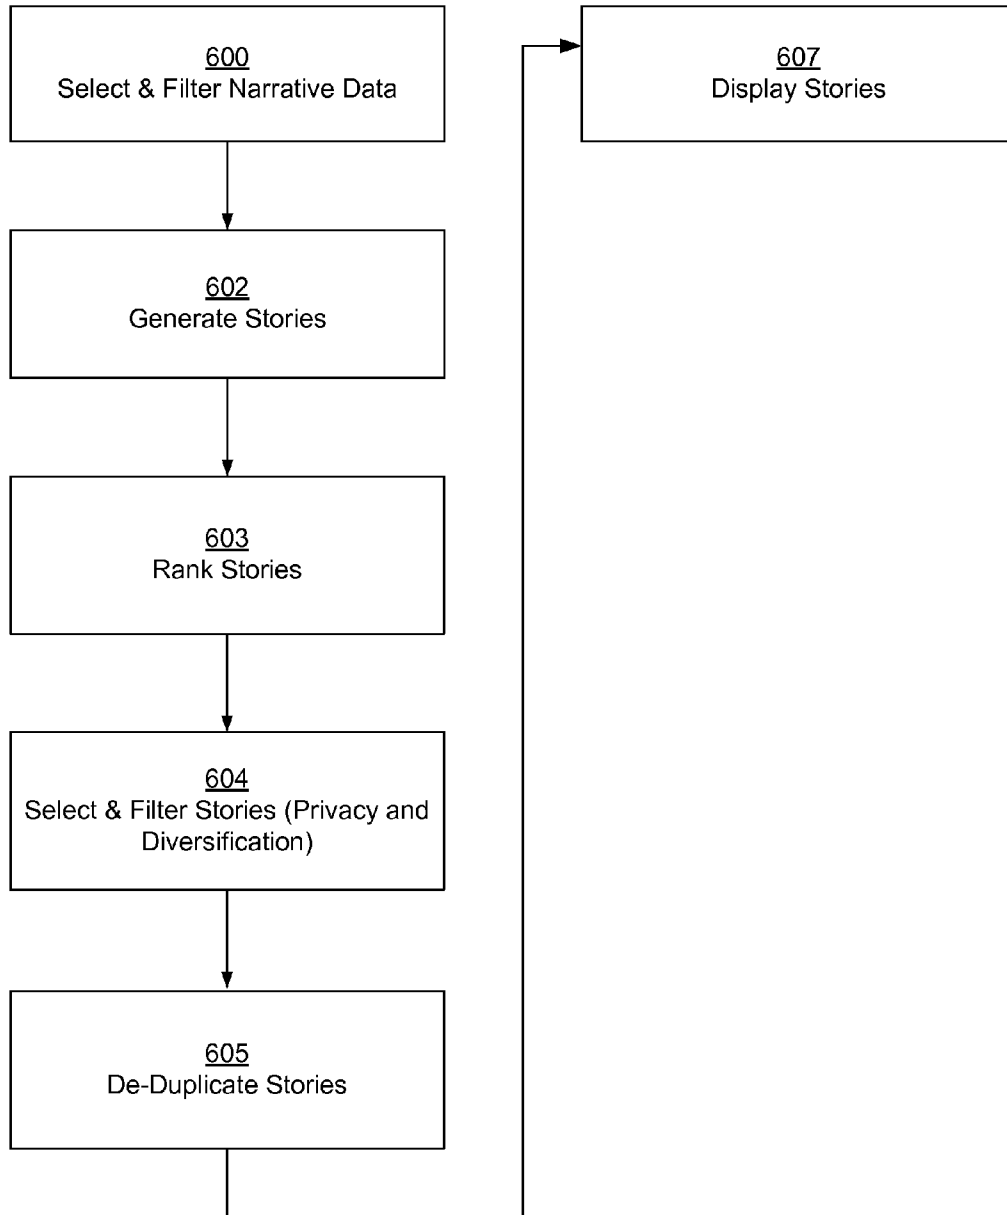 600
Select & Filter Narrative Data
602
Generate Stories
603
Rank Stories
604
Select & Filter Stories (Privacy and
Diversification)
605
De-Duplicate Stories
607
Display Stories